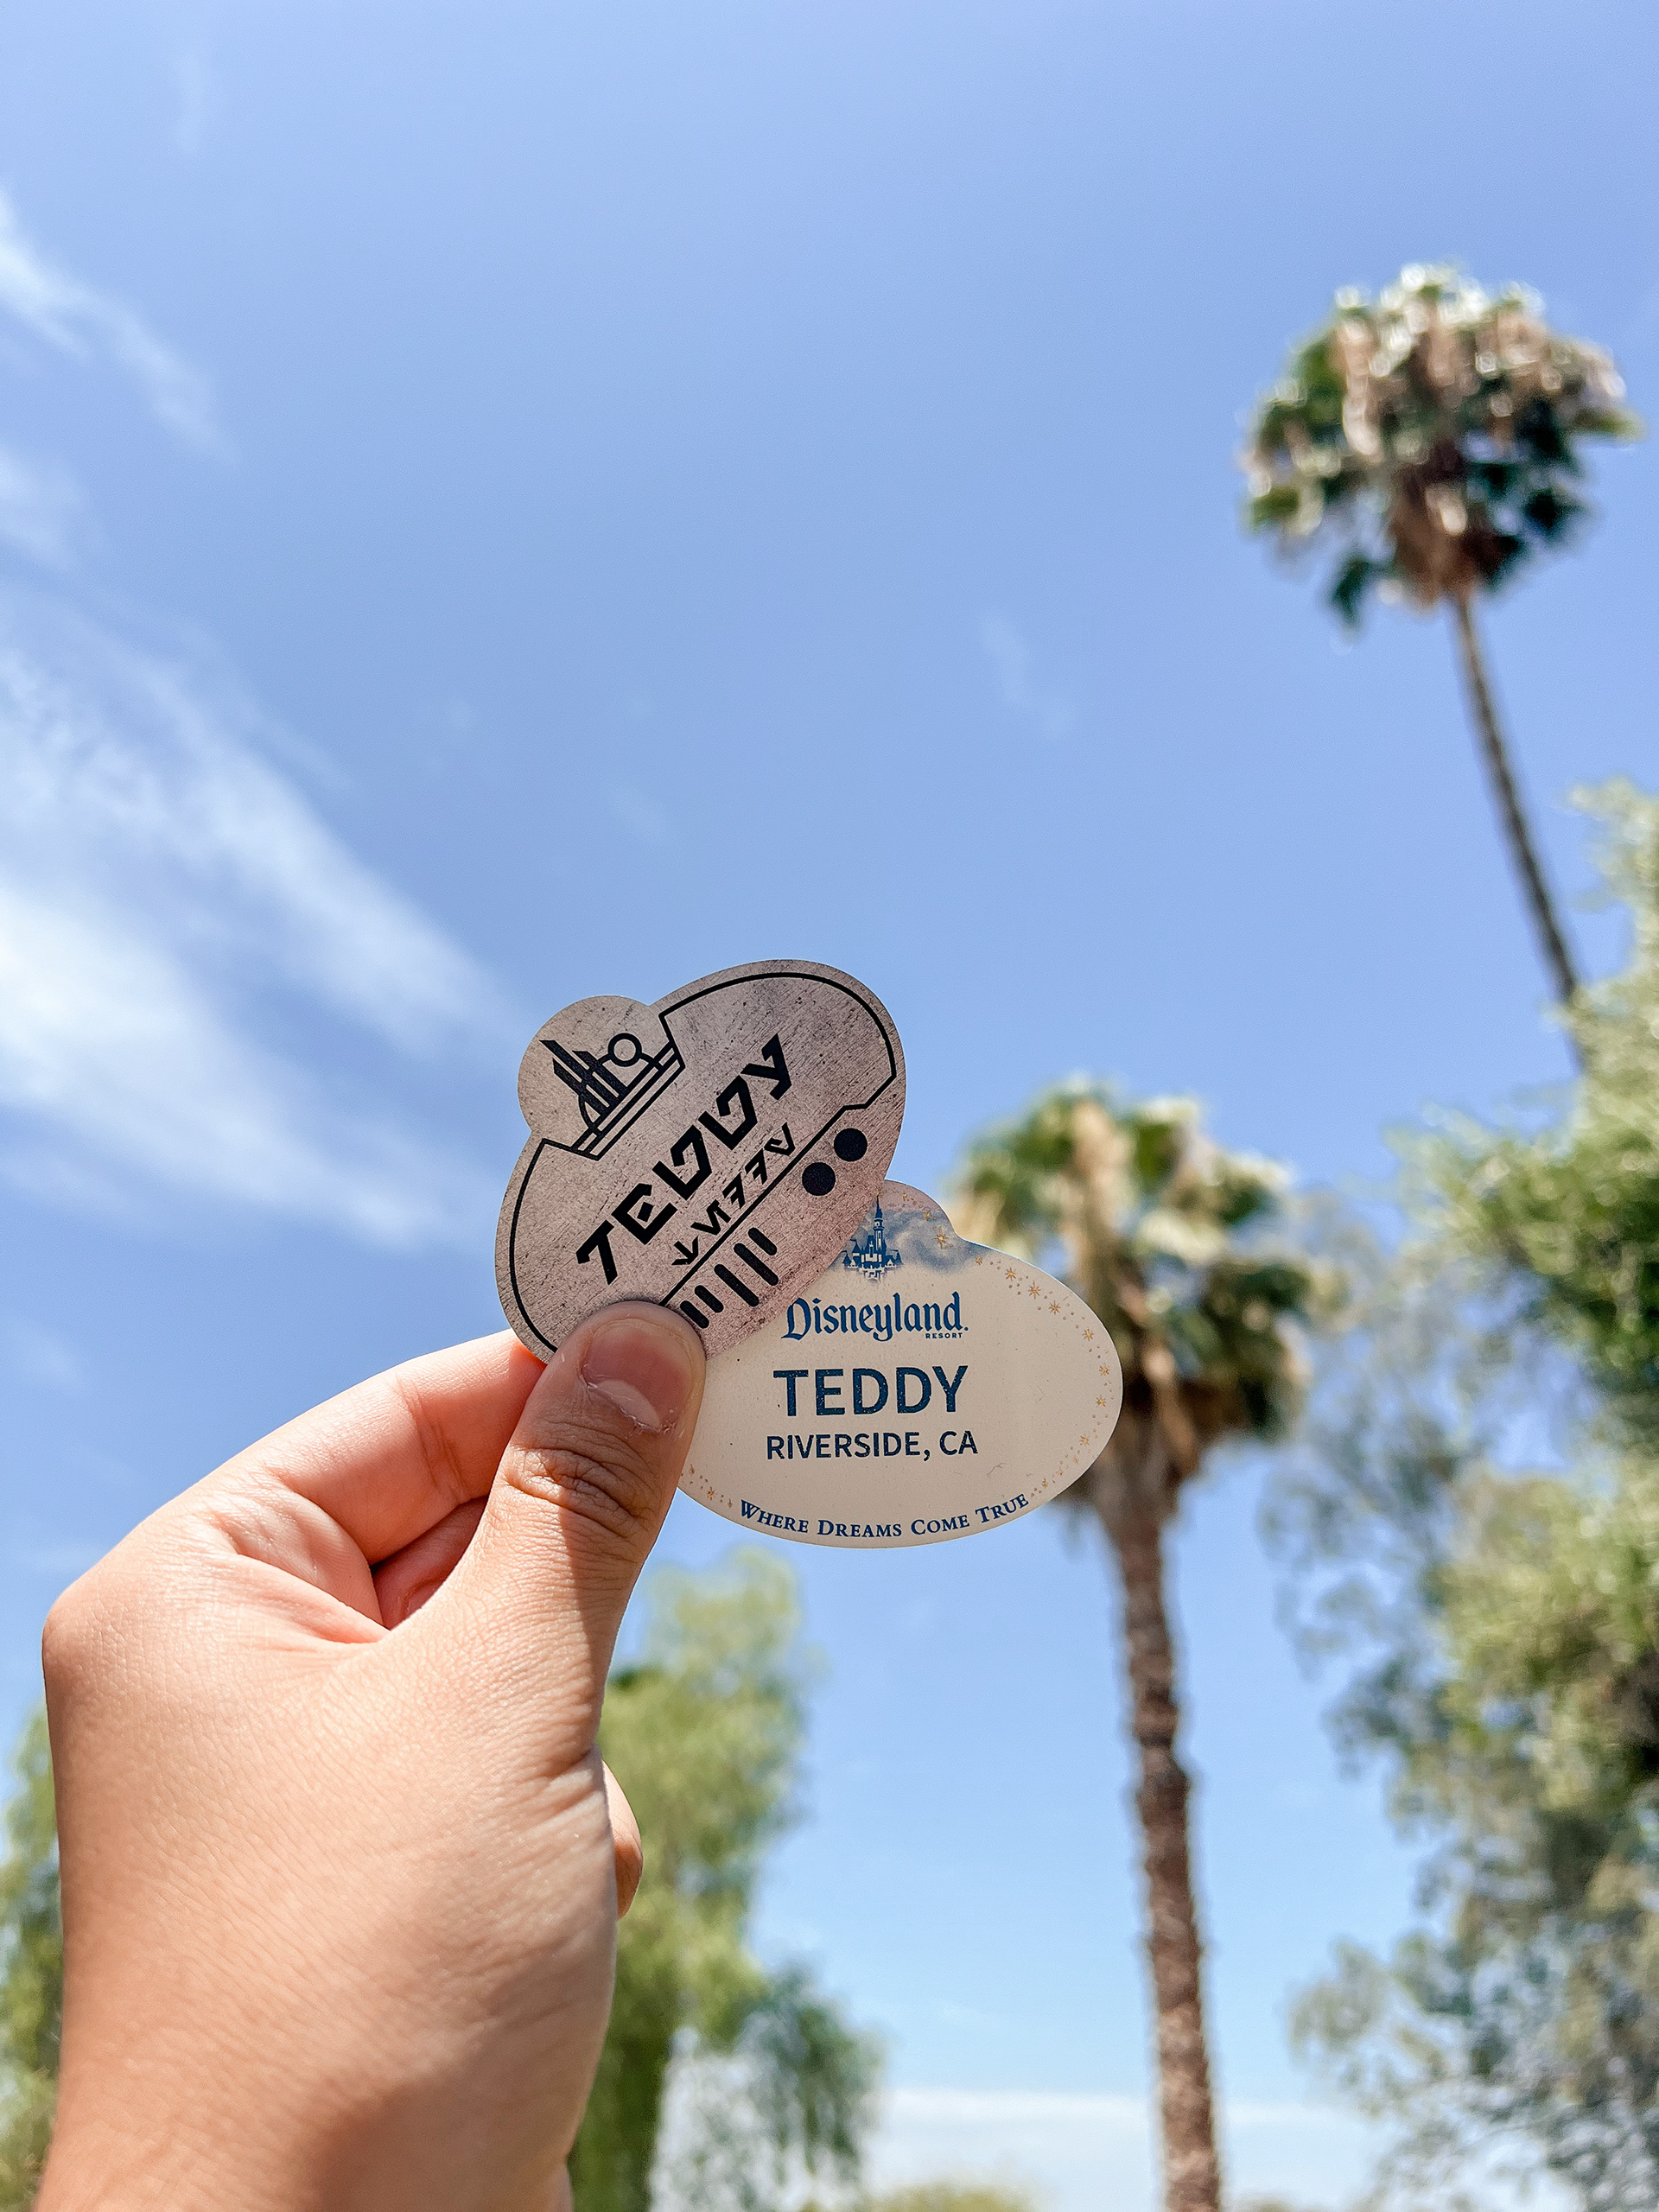 TEDDY
Disneyland
RESORT
TEDDY
RIVERSIDE, CA
WHERE DREAMS COME TRUE